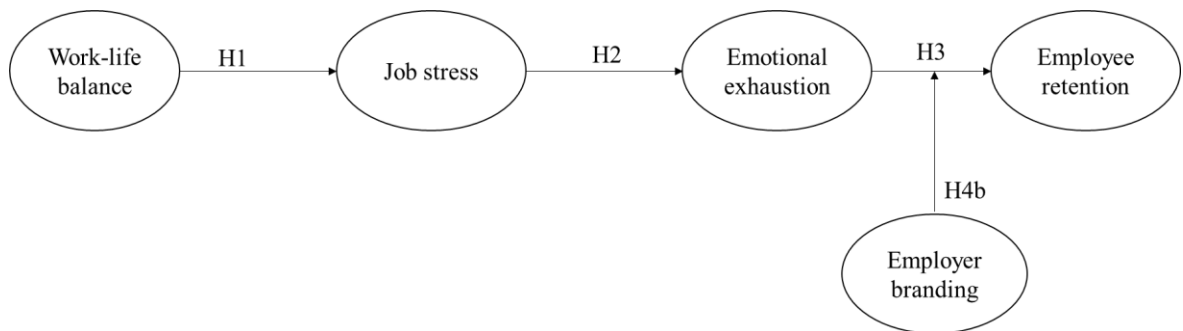 Work-life
balance
H1
Job stress
H2
Emotional
exhaustion
H3
Employee
retention
H4b
Employer
branding